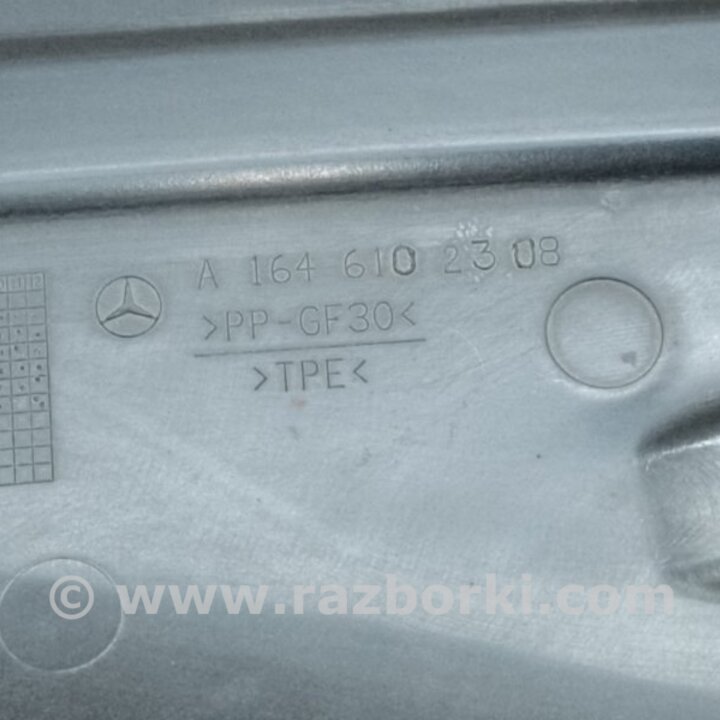 A 164 610 23 08
>PP-GF30<
>TPE<
© www.razborki.com